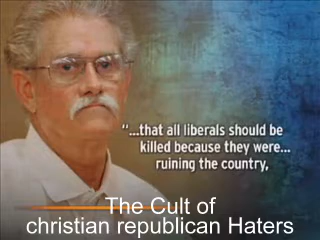 "...that all liberals should be
killed because they were...
ruining the country,
The Cult of
christian republican Haters